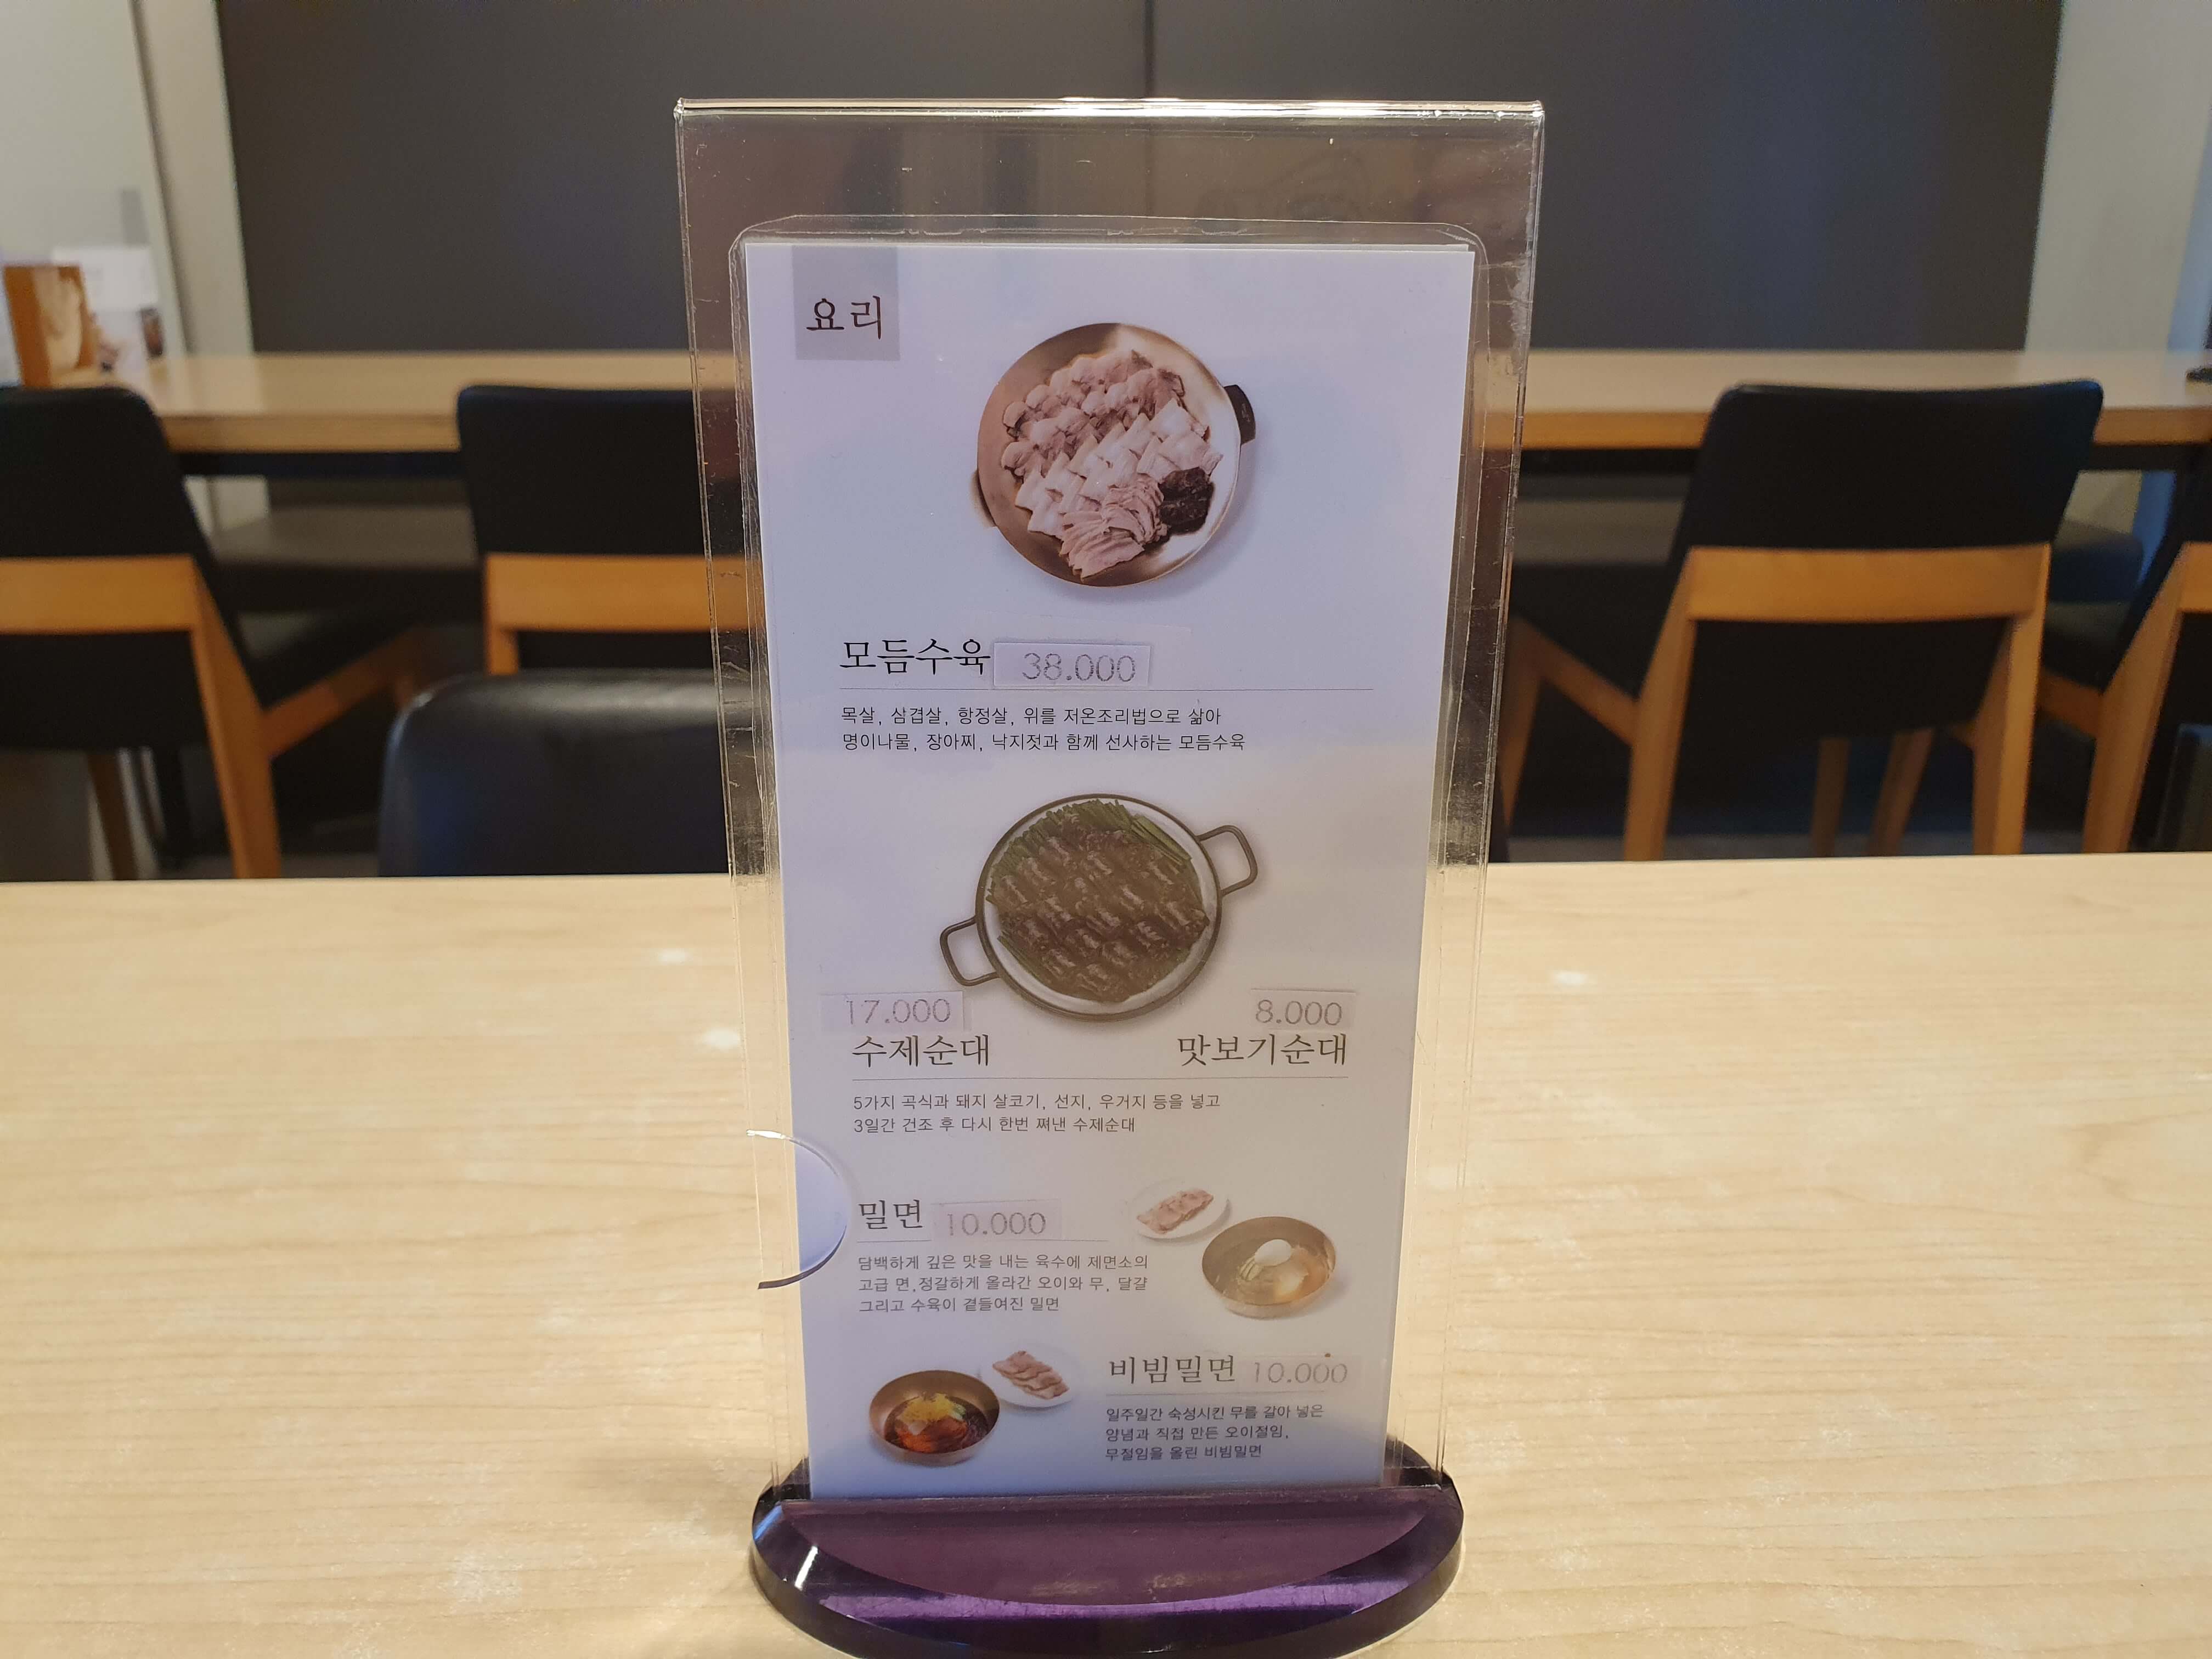 요리
모듬수육 38.000
목살, 삼겹살, 항정살, 위를 저온조리법으로 삶아
명이나물, 장아찌, 낙지젓과 함께 선사하는 모듬수육
17.000 8.000
수제순대 맛보기순대
5가지 곡식과 돼지 살코기, 선지, 우거지 등을 넣고
3일간 건조 후 다시 한번 쪄낸 수제순대
밀면 10.000
담백하게 깊은 맛을 내는 육수에 제면소의
고급 면,정갈하게 올라간 오이와 무, 달걀
그리고 수육이 곁들여진 밀면
비빔밀면 10.000
일주일간 숙성시킨 무를 갈아 넣은
양념과 직접 만든 오이절임,
무절임을 올린 비빔밀면